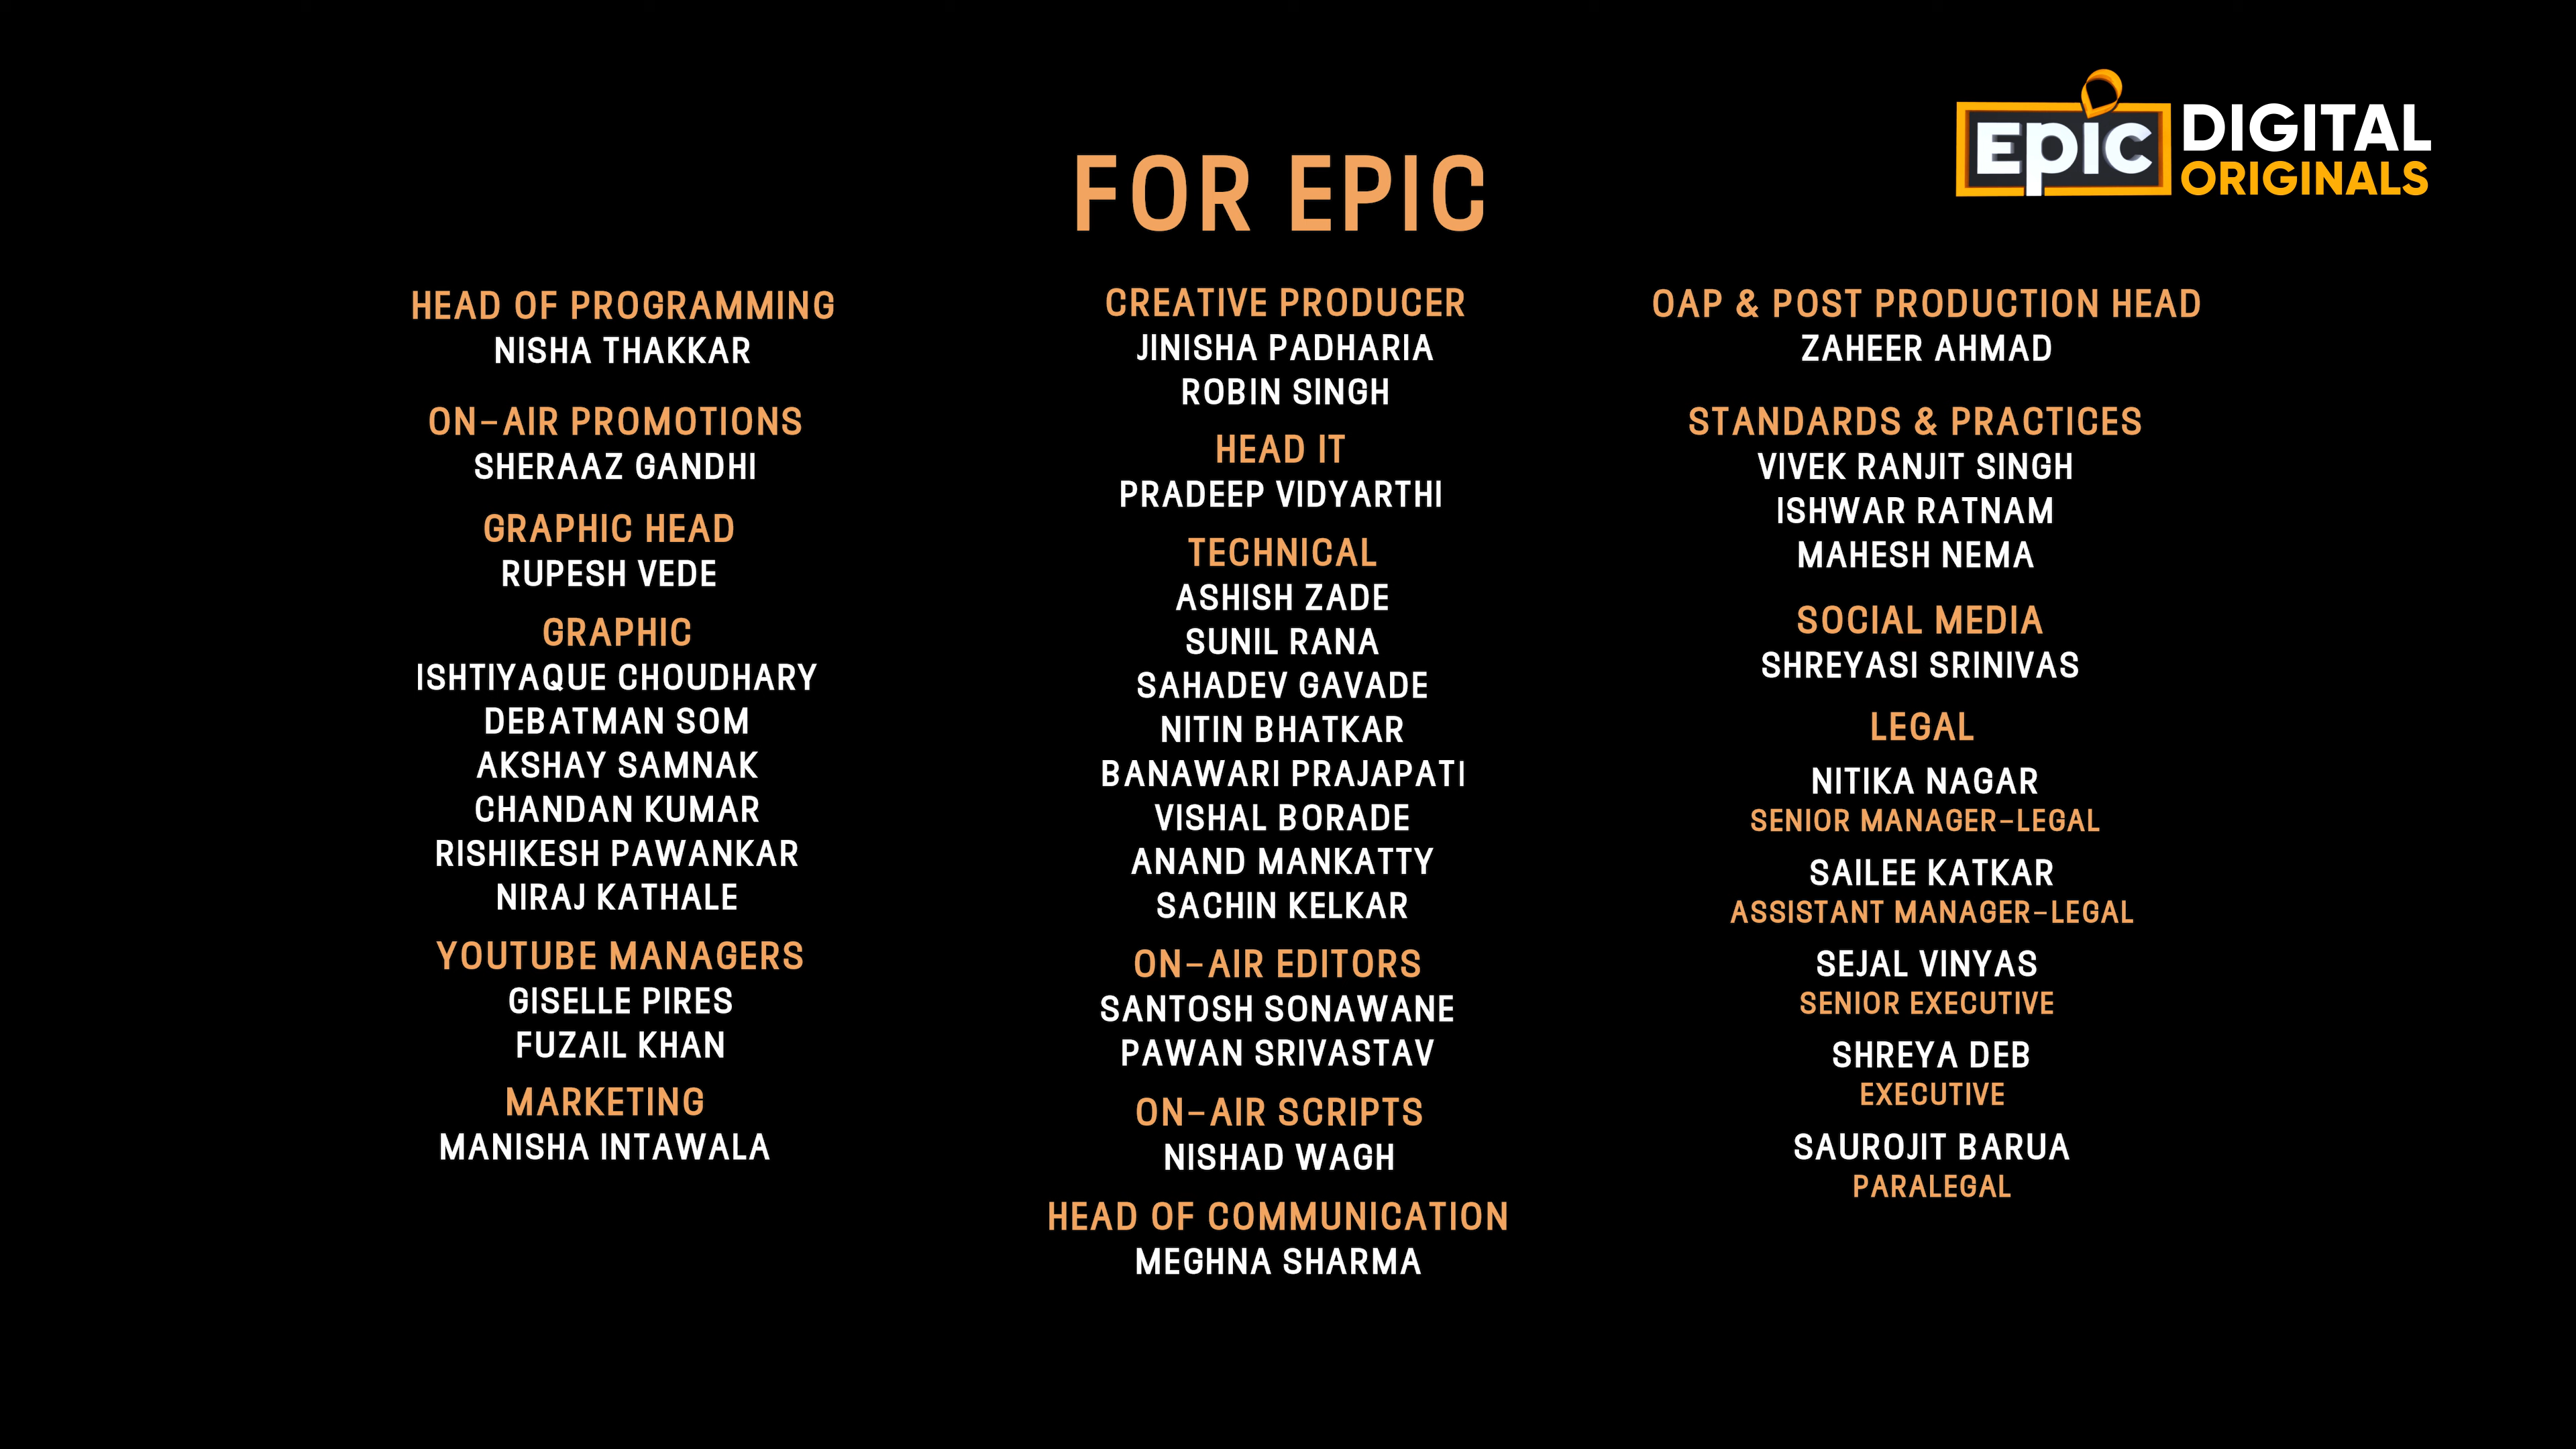 EPIC DIGITAL
ORIGINALS
FOR EPIC
HEAD OF PROGRAMMING
NISHA THAKKAR
ON-AIR PROMOTIONS
SHERAAZ GANDHI
GRAPHIC HEAD
RUPESH VEDE
GRAPHIC
ISHTIYAQUE CHOUDHARY
DEBATMAN SOM
AKSHAY SAMNAK
CHANDAN KUMAR
RISHIKESH PAWANKAR
NIRAJ KATHALE
YOUTUBE MANAGERS
GISELLE PIRES
FUZAIL KHAN
MARKETING
MANISHA INTAWALA
CREATIVE PRODUCER
JINISHA PADHARIA
ROBIN SINGH
HEAD IT
PRADEEP VIDYARTHI
TECHNICAL
ASHISH ZADE
SUNIL RANA
SAHADEV GAVADE
NITIN BHATKAR
BANAWARI PRAJAPATI
VISHAL BORADE
ANAND MANKATTY
SACHIN KELKAR
ON-AIR EDITORS
SANTOSH SONAWANE
PAWAN SRIVASTAV
ON-AIR SCRIPTS
NISHAD WAGH
HEAD OF COMMUNICATION
MEGHNA SHARMA
OAP & POST PRODUCTION HEAD
ZAHEER AHMAD
STANDARDS & PRACTICES
VIVEK RANJIT SINGH
ISHWAR RATNAM
MAHESH NEMA
SOCIAL MEDIA
SHREYASI SRINIVAS
LEGAL
NITIKA NAGAR
SENIOR MANAGER-LEGAL
SAILEE KATKAR
ASSISTANT MANAGER-LEGAL
SEJAL VINYAS
SENIOR EXECUTIVE
SHREYA DEB
EXECUTIVE
SAUROJIT BARUA
PARALEGAL